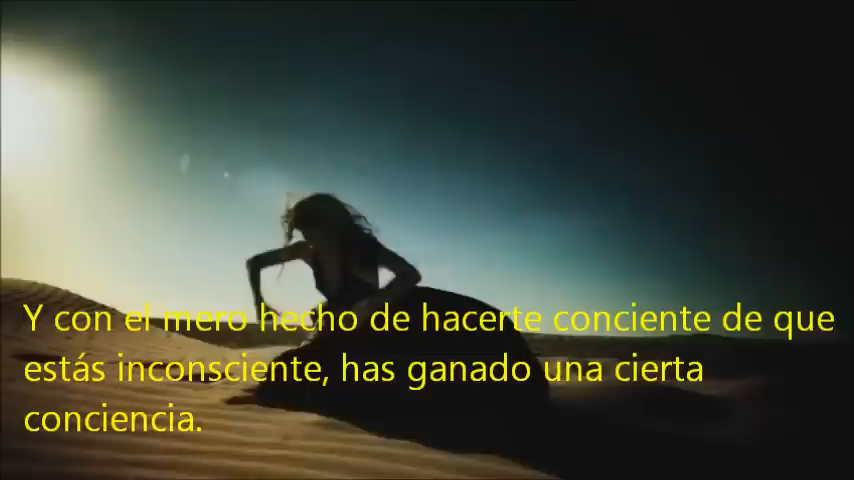 Y con el mero hecho de hacerte conciente de que
estás inconsciente, has ganado una cierta
conciencia.